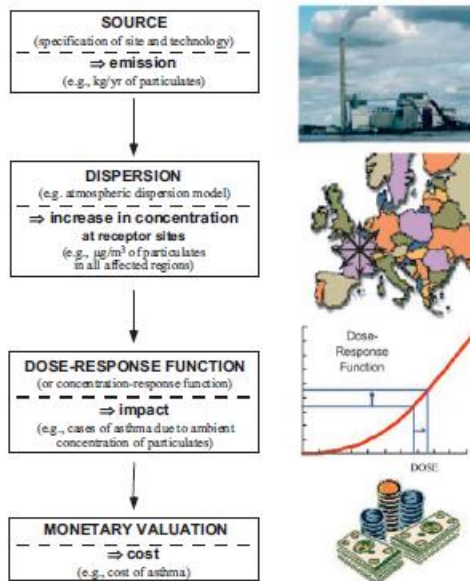 SOURCE
(specification of site and technology)
⇒ emission
(e.g., kg/yr of particulates)
DISPERSION
(e.g. atmospheric dispersion model)
⇒ increase in concentration
at receptor sites
(e.g., µg/m³ of particulates
in all affected regions)
DOSE-RESPONSE FUNCTION
(or concentration-response function)
⇒ impact
(e.g., cases of asthma due to ambient
concentration of particulates)
MONETARY VALUATION
⇒ cost
(e.g., cost of asthma)
Dose-
Response
Function
DOSE